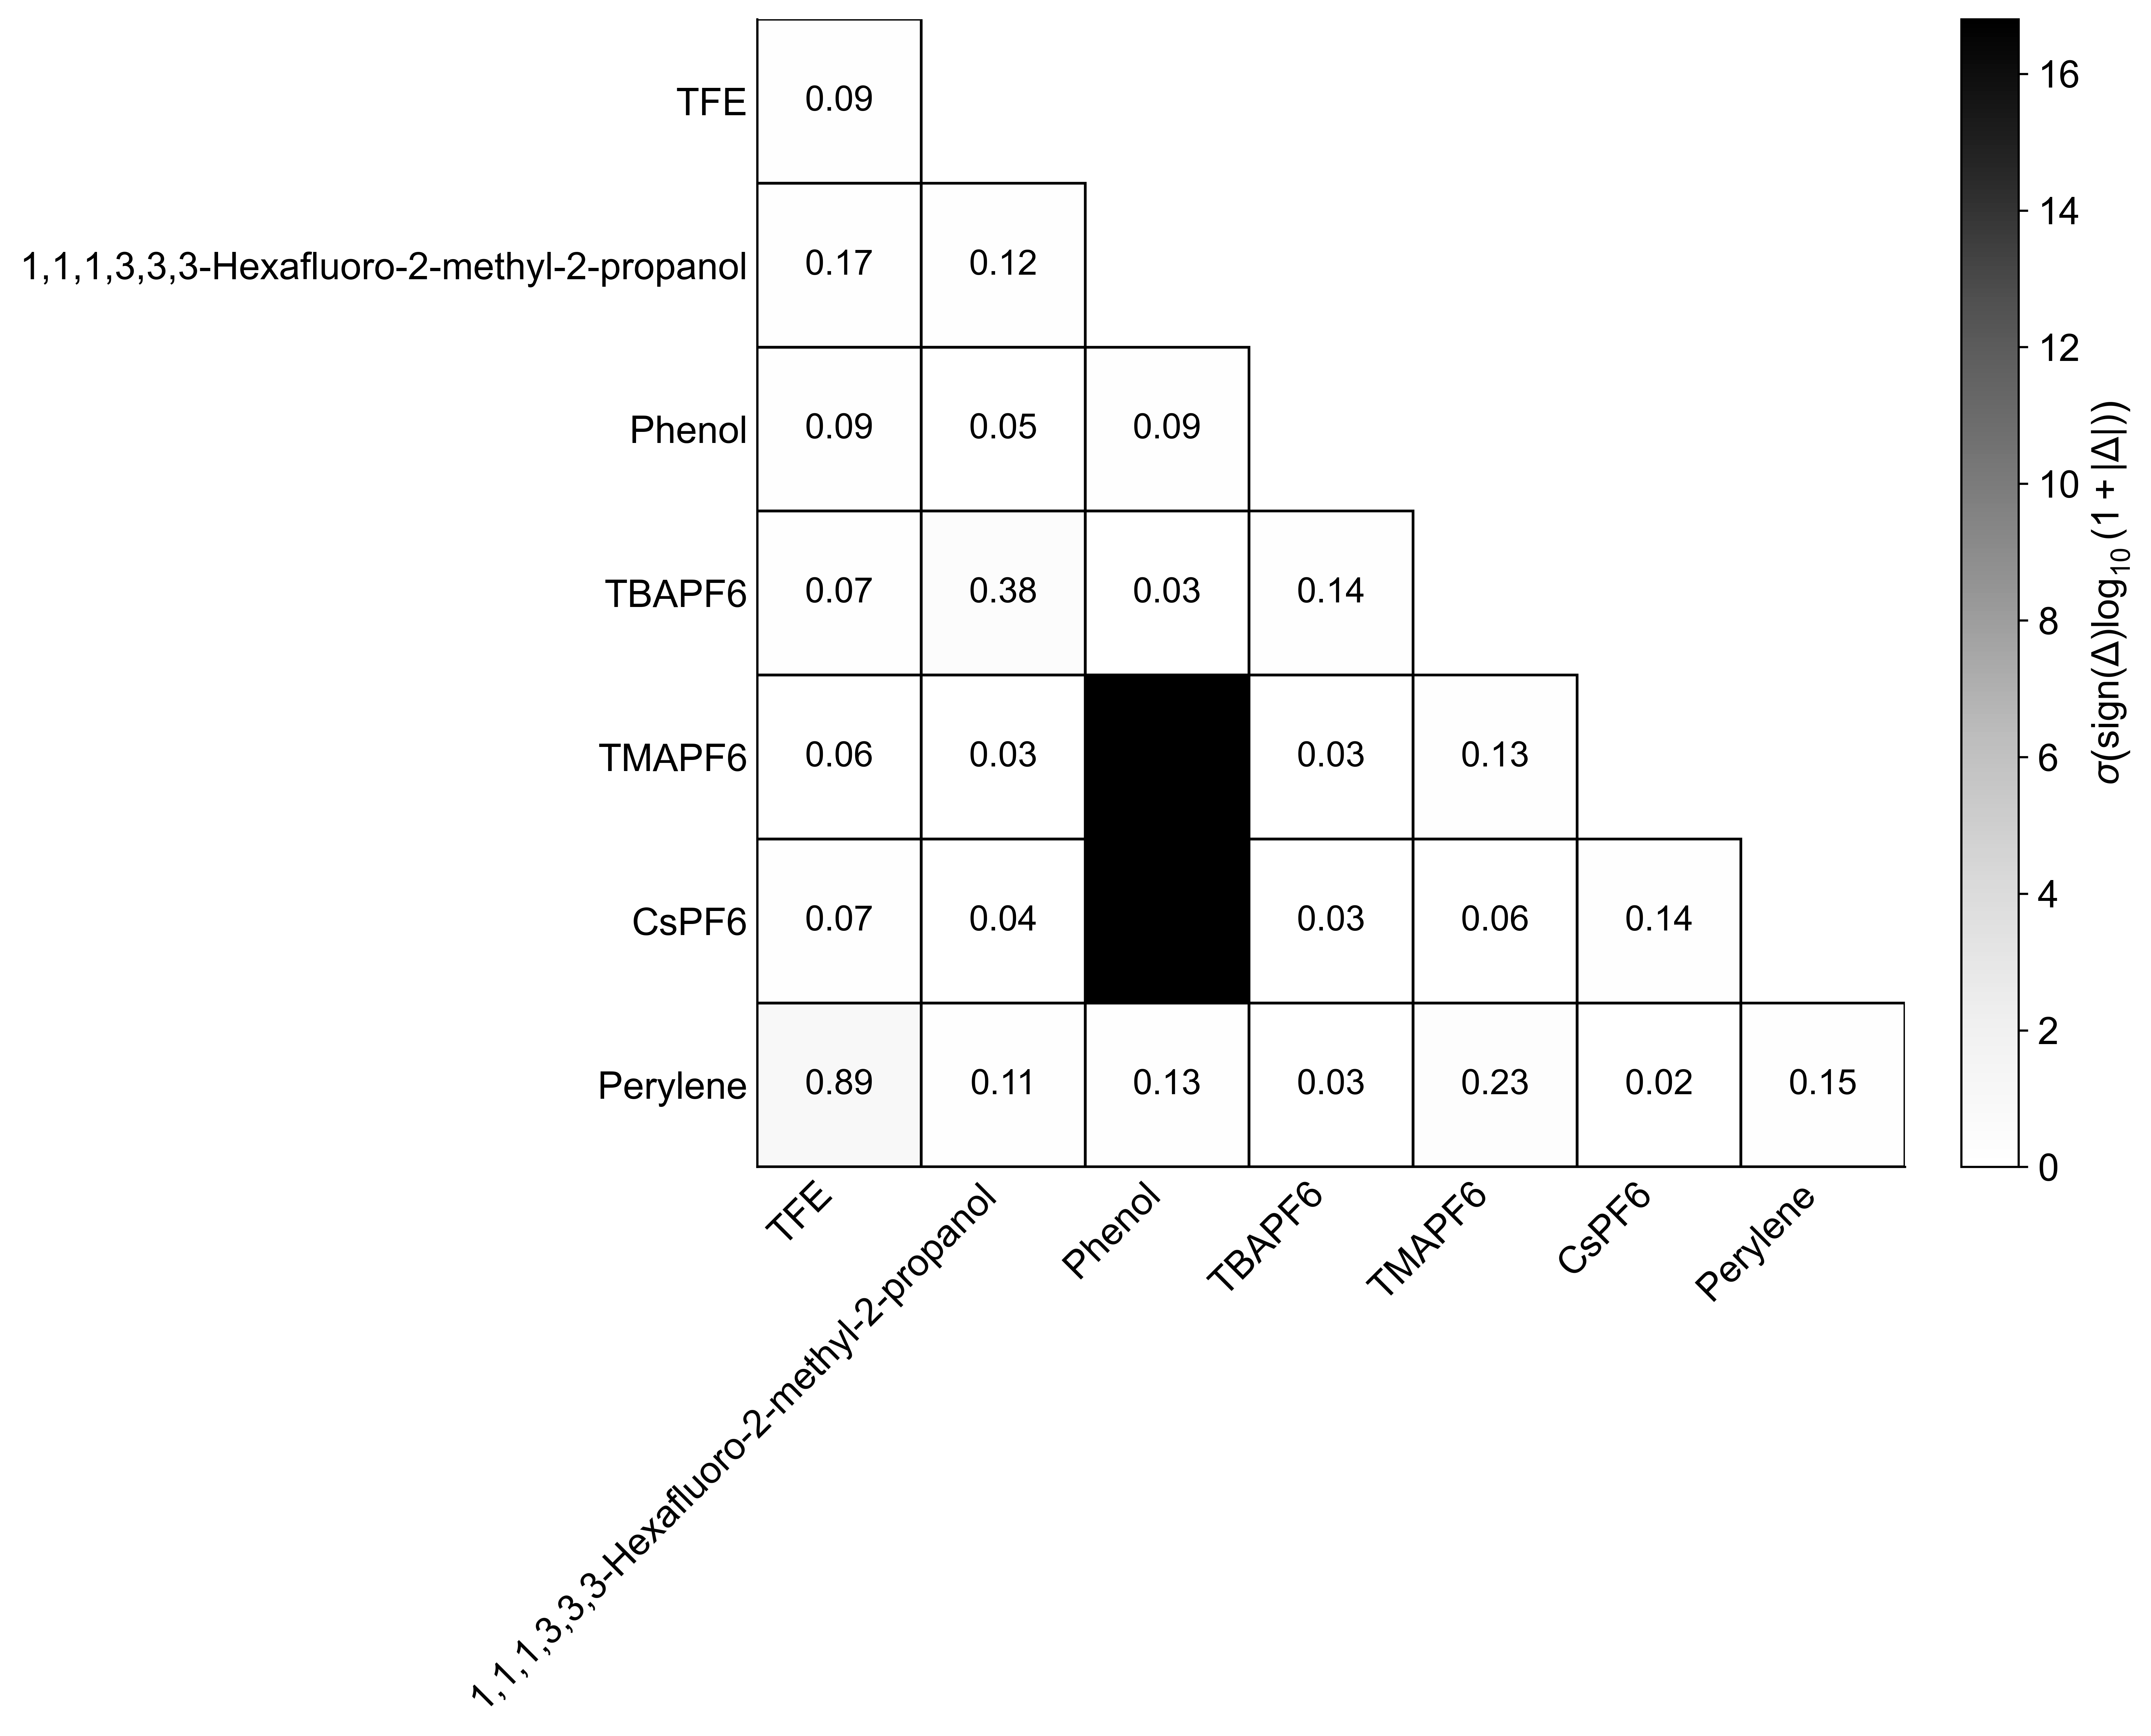 TFE 0.09
1,1,1,3,3,3-Hexafluoro-2-methyl-2-propanol 0.17 0.12
Phenol 0.09 0.05 0.09
TBAPF6 0.07 0.38 0.03 0.14
TMAPF6 0.06 0.03 0.03 0.13
CsPF6 0.07 0.04 0.03 0.06 0.14
Perylene 0.89 0.11 0.13 0.03 0.23 0.02 0.15
TFE
1,1,1,3,3,3-Hexafluoro-2-methyl-2-propanol
Phenol
TBAPF6
TMAPF6
CsPF6
Perylene
16
14
12
10
8
6
4
2
0
σ(sign(Δ)log10 (1 + |Δ|))